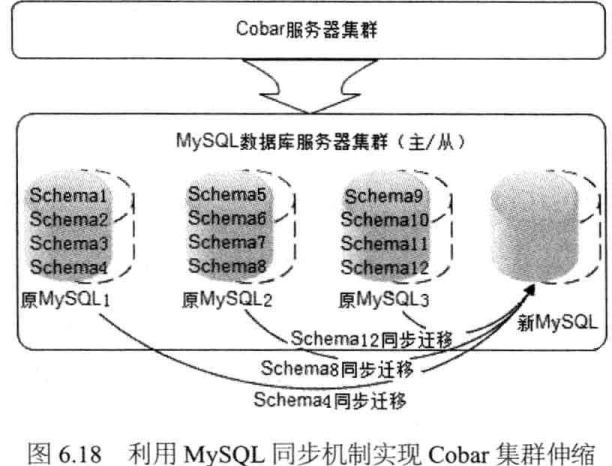 Cobar服务器集群
MySQL数据库服务器集群（主/从）
Schema1
Schema2
Schema3
Schema4
原MySQL1
Schema5
Schema6
Schema7
Schema8
原MySQL2
Schema9
Schema10
Schema11
Schema12
原MySQL3
新MySQL
Schema12同步迁移
Schema8同步迁移
Schema4同步迁移
图 6.18 利用 MySQL 同步机制实现 Cobar 集群伸缩